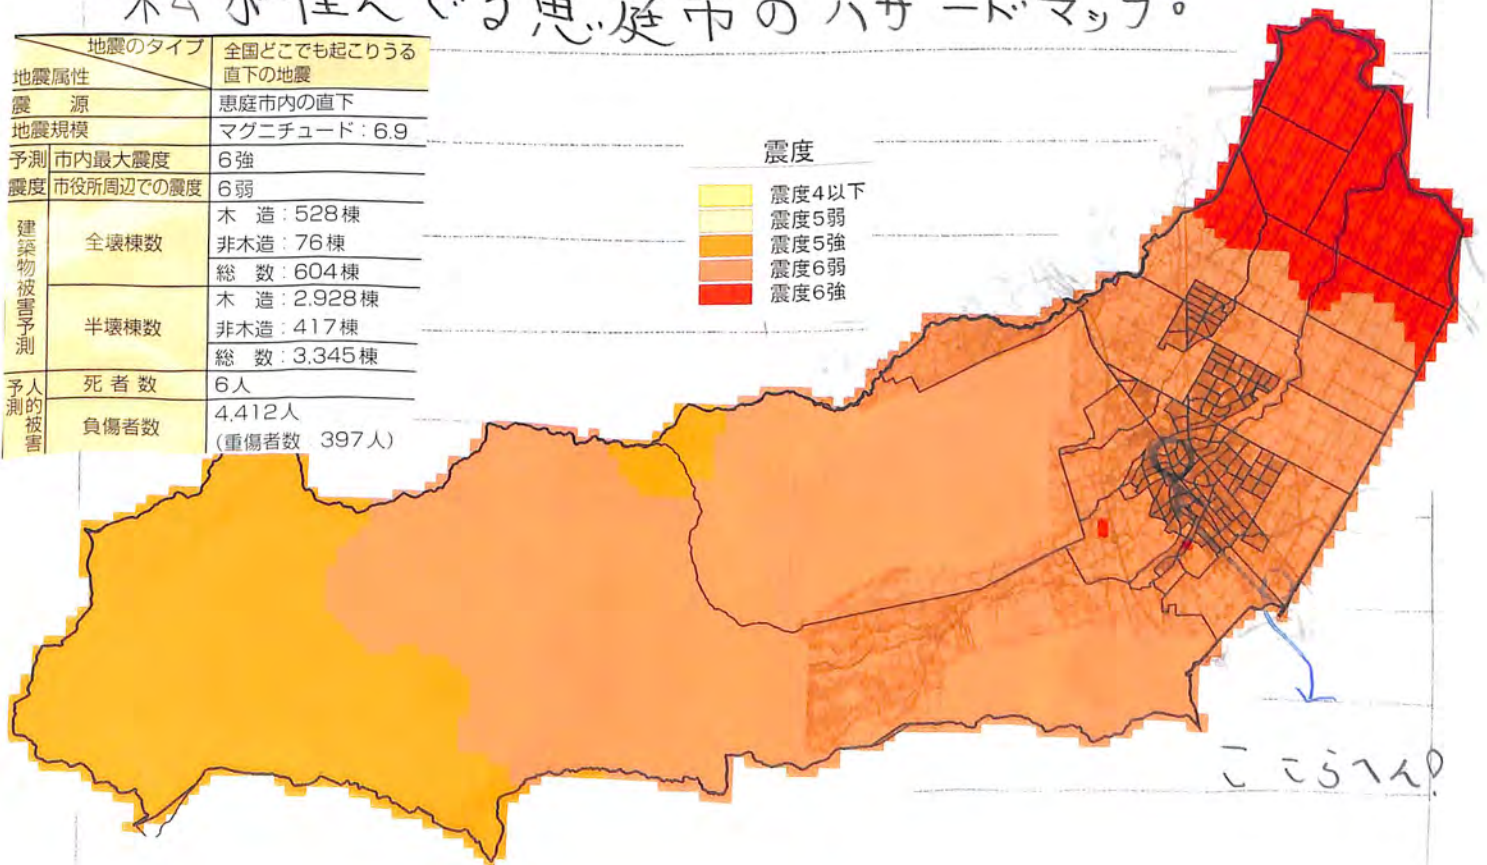 私が住んでる恵庭市のハザードマップ。
地震のタイプ
地震属性
全国どこでも起こりうる
直下の地震
震 源
恵庭市内の直下
地震規模
マグニチュード：6.9
予測
震度
市内最大震度
6強
市役所周辺での震度
6弱
建築物被害予測
全壊棟数
木 造：528棟
非木造：76棟
総 数：604棟
半壊棟数
木 造：2,928棟
非木造：417棟
総 数：3,345棟
人的被害
予測
死者数
6人
負傷者数
4,412人
(重傷者数 397人)
震度
震度4以下
震度5弱
震度5強
震度6弱
震度6強
ここらへん?